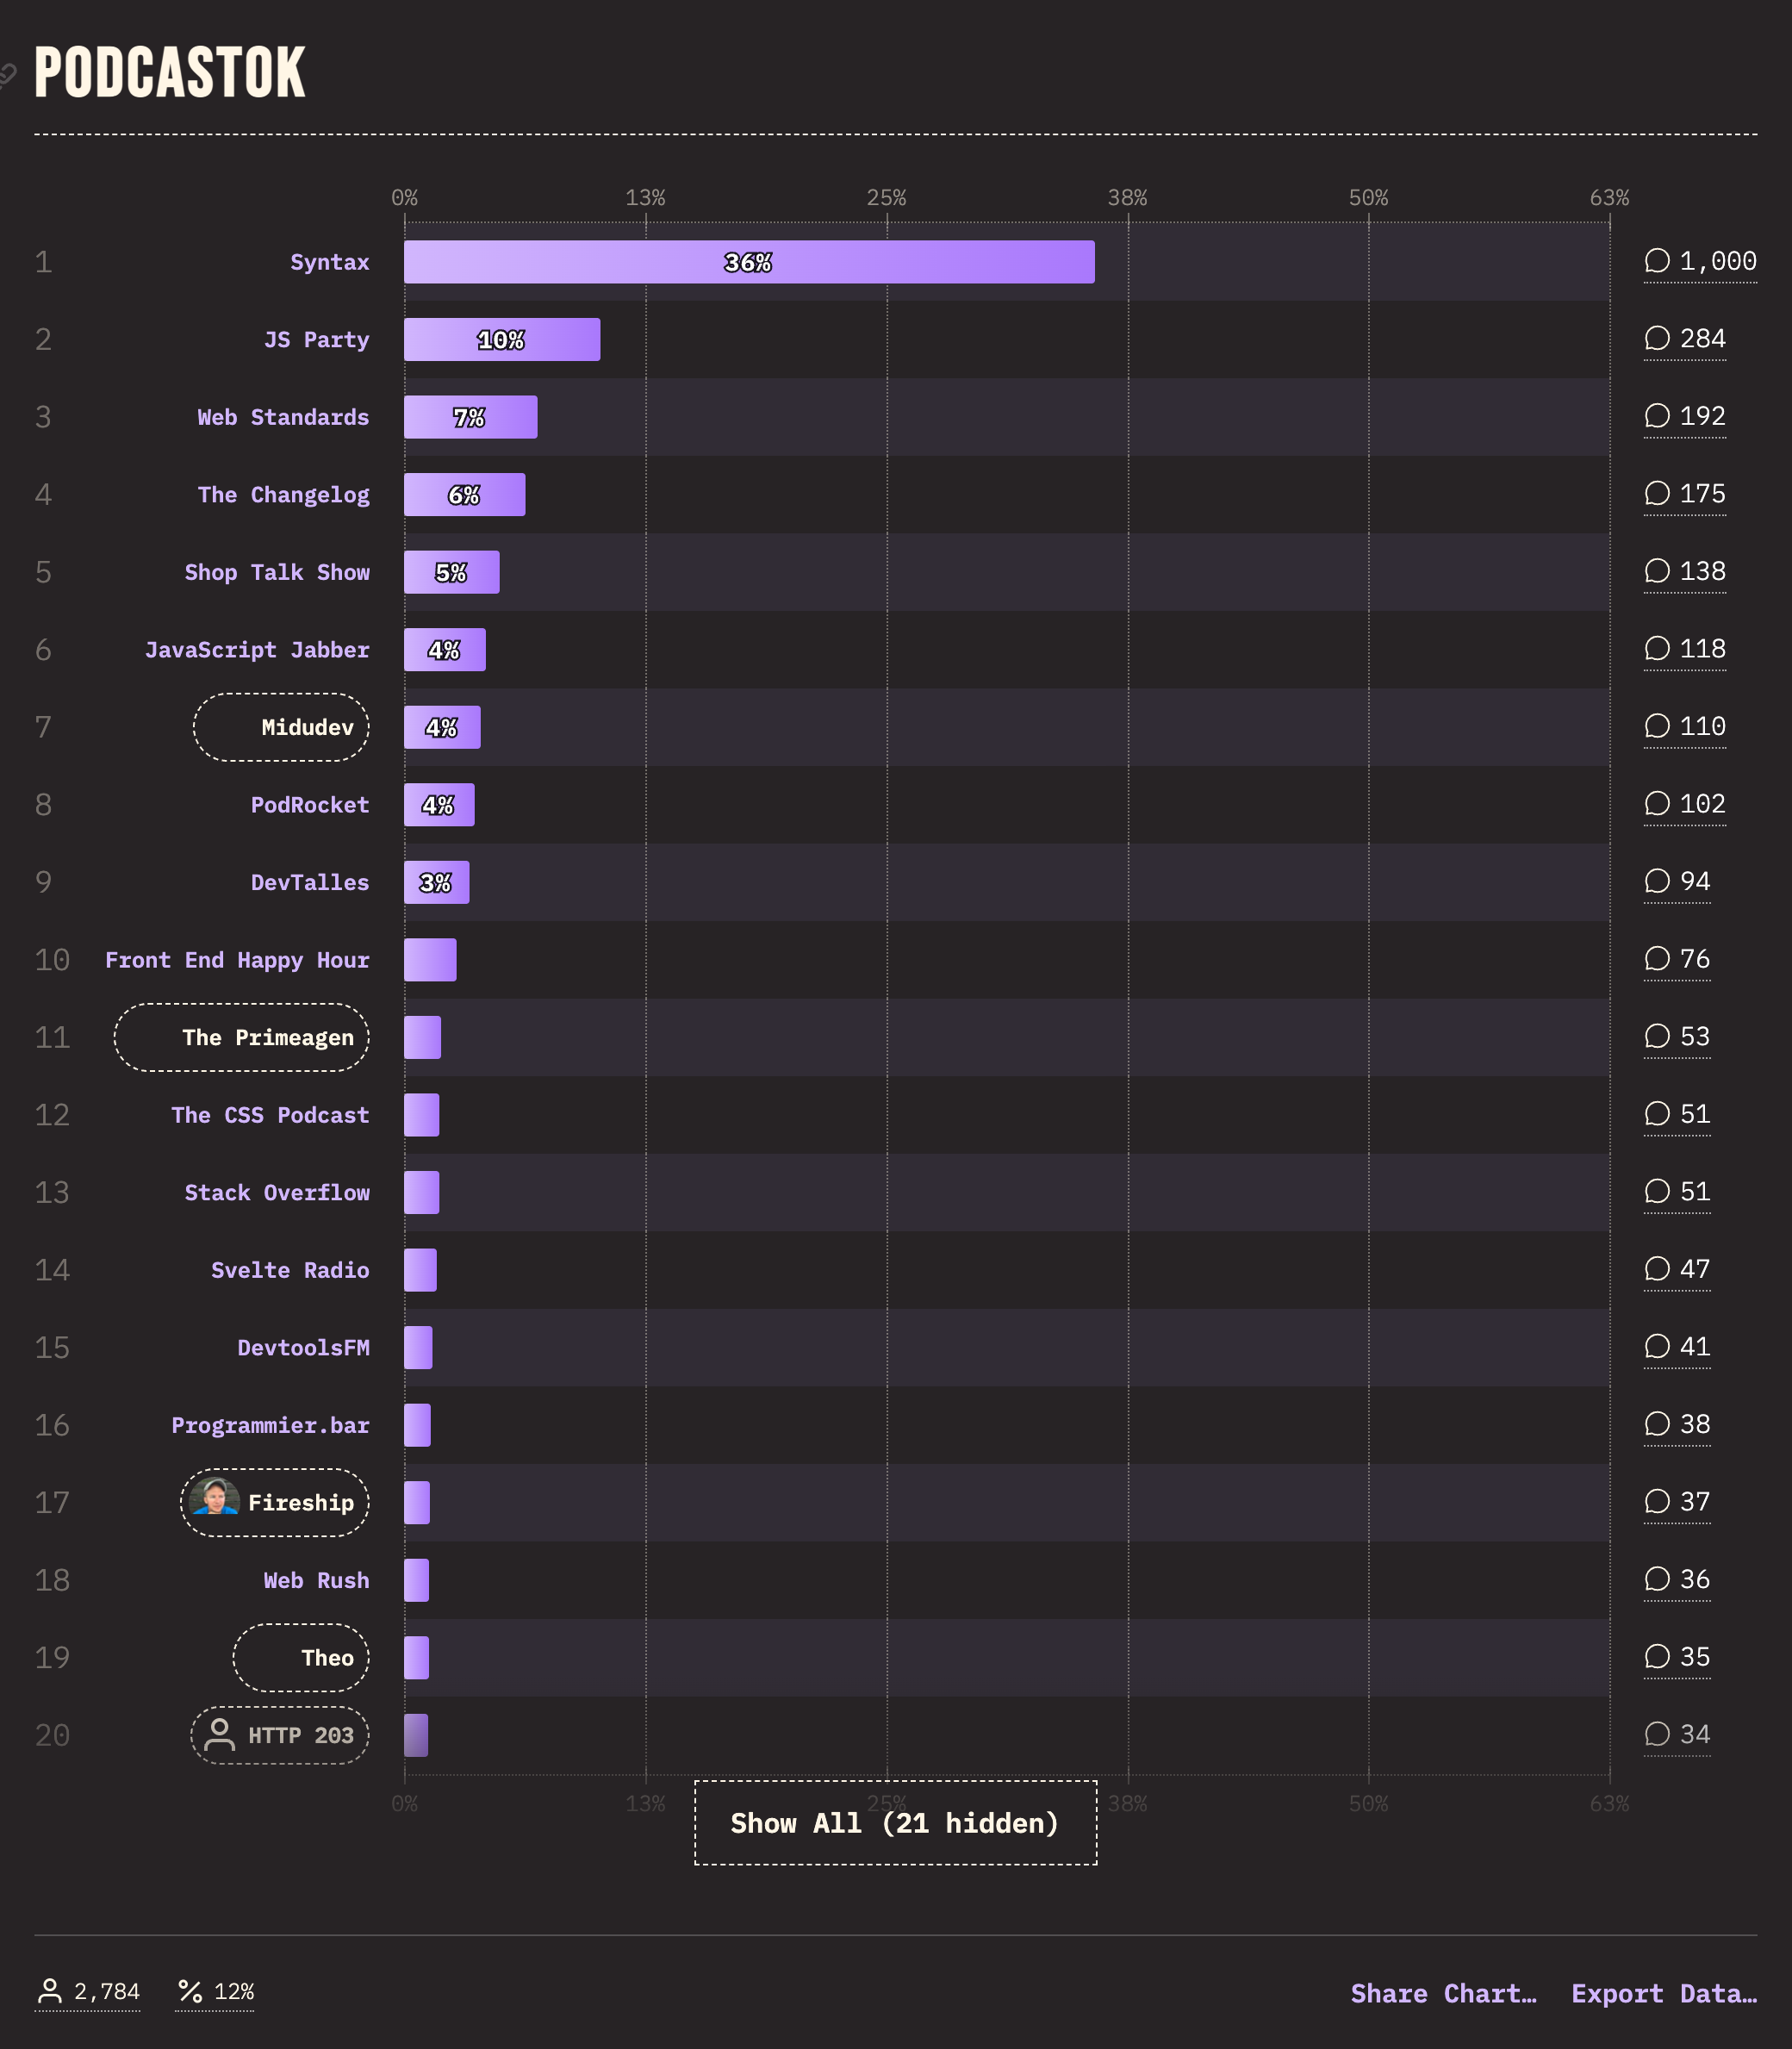 PODCASTOK
0% 13% 25% 38% 50% 63%
1 Syntax 36% 1,000
2 JS Party 10% 284
3 Web Standards 7% 192
4 The Changelog 6% 175
5 Shop Talk Show 5% 138
6 JavaScript Jabber 4% 118
7 Midudev 4% 110
8 PodRocket 4% 102
9 DevTalles 3% 94
10 Front End Happy Hour 76
11 The Primeagen 53
12 The CSS Podcast 51
13 Stack Overflow 51
14 Svelte Radio 47
15 DevtoolsFM 41
16 Programmier.bar 38
17 Fireship 37
18 Web Rush 36
19 Theo 35
20 HTTP 203 34
0% 13% 25% 38% 50% 63%
Show All (21 hidden)
2,784 % 12% Share Chart… Export Data…